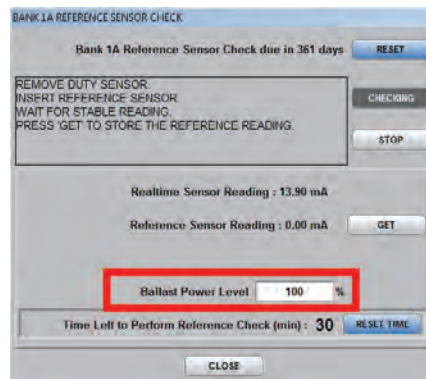 BANK 1A REFERENCE SENSOR CHECK
Bank 1A Reference Sensor Check due in 361 days RESET
REMOVE DUTY SENSOR.
INSERT REFERENCE SENSOR
WAIT FOR STABLE READING.
PRESS 'GET TO STORE THE REFERENCE READING.
CHECKING
STOP
Realtime Sensor Reading : 13.90 mA
Reference Sensor Reading : 0.00 mA GET
Ballast Power Level 100 %
Time Left to Perform Reference Check (min) : 30 RESET TIME
CLOSE